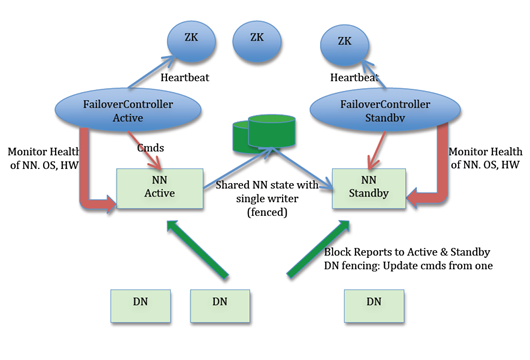 ZK
ZK
ZK
Heartbeat
Heartbeat
FailoverController
Active
FailoverController
Standby
Cmds
Monitor Health
of NN. OS, HW
Monitor Health
of NN. OS, HW
NN
Active
Shared NN state with
single writer
(fenced)
NN
Standby
Block Reports to Active & Standby
DN fencing: Update cmds from one
DN
DN
DN